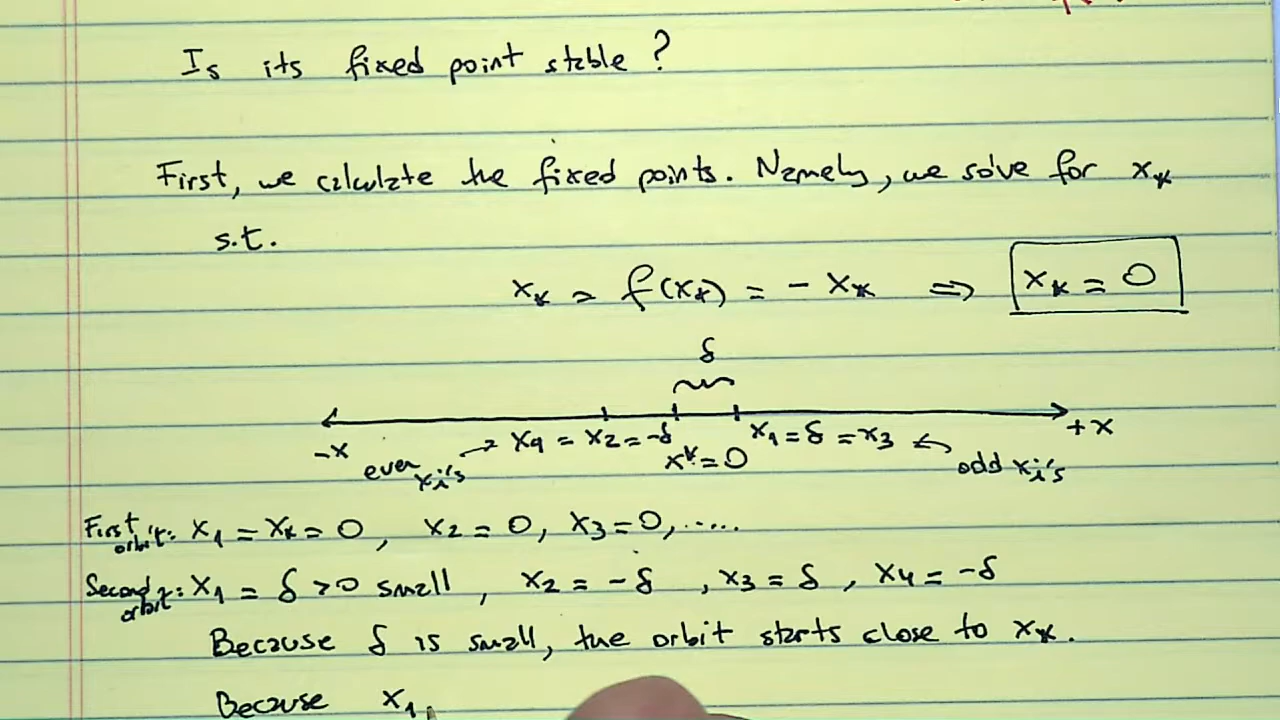 Is its fixed point stable ?
First, we calculate the fixed points. Namely, we solve for x*
s.t.
x* = f(x*) = - x* ⇒ x* = 0
δ
-x even xi's → x4 = x2 = -δ x* = 0 x1 = δ = x3 ← odd xi's +x
First orbit: x1 = x* = 0, x2 = 0, x3 = 0, .....
Second orbit: x1 = δ > 0 small, x2 = -δ, x3 = δ, x4 = -δ
Because δ is small, the orbit starts close to x*.
Because x1